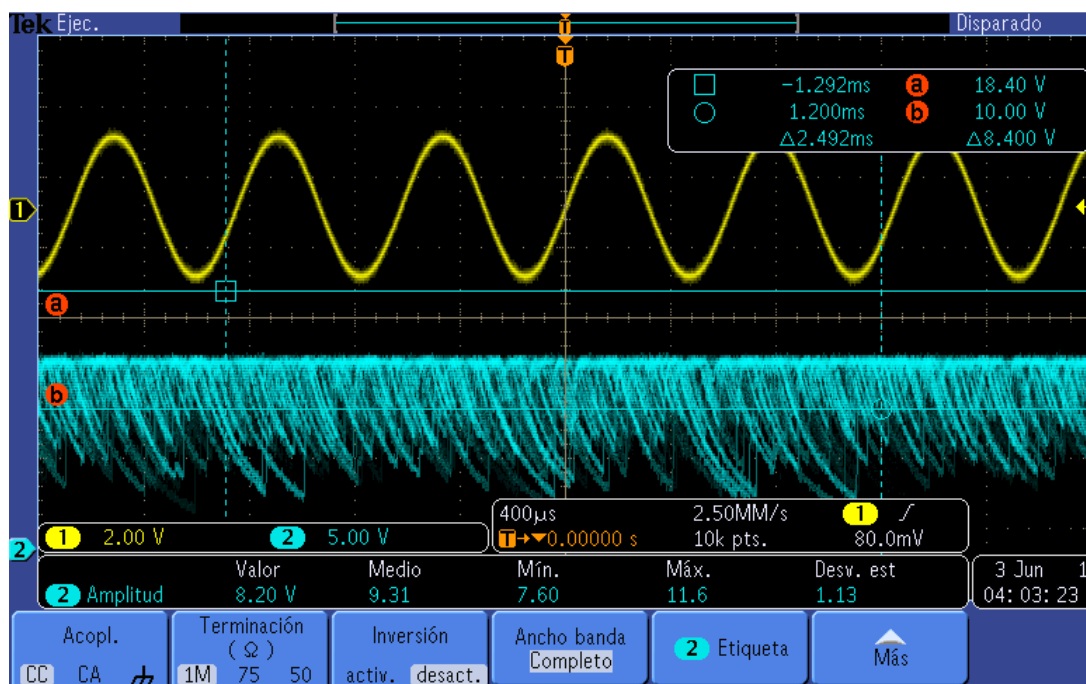 Tek Ejec.
T
Disparado
T
−1.292ms a 18.40 V
1.200ms b 10.00 V
Δ2.492ms Δ8.400 V
1
a
b
2
1 2.00 V 2 5.00 V
400μs 2.50MM/s 1
T→▼0.00000 s 10k pts. 80.0mV
Valor Medio Mín. Máx. Desv. est
2 Amplitud 8.20 V 9.31 7.60 11.6 1.13
3 Jun 1
04:03:23
Acopl.
CC CA
Terminación
(Ω)
1M 75 50
Inversión
activ. desact.
Ancho banda
Completo
2 Etiqueta
Más